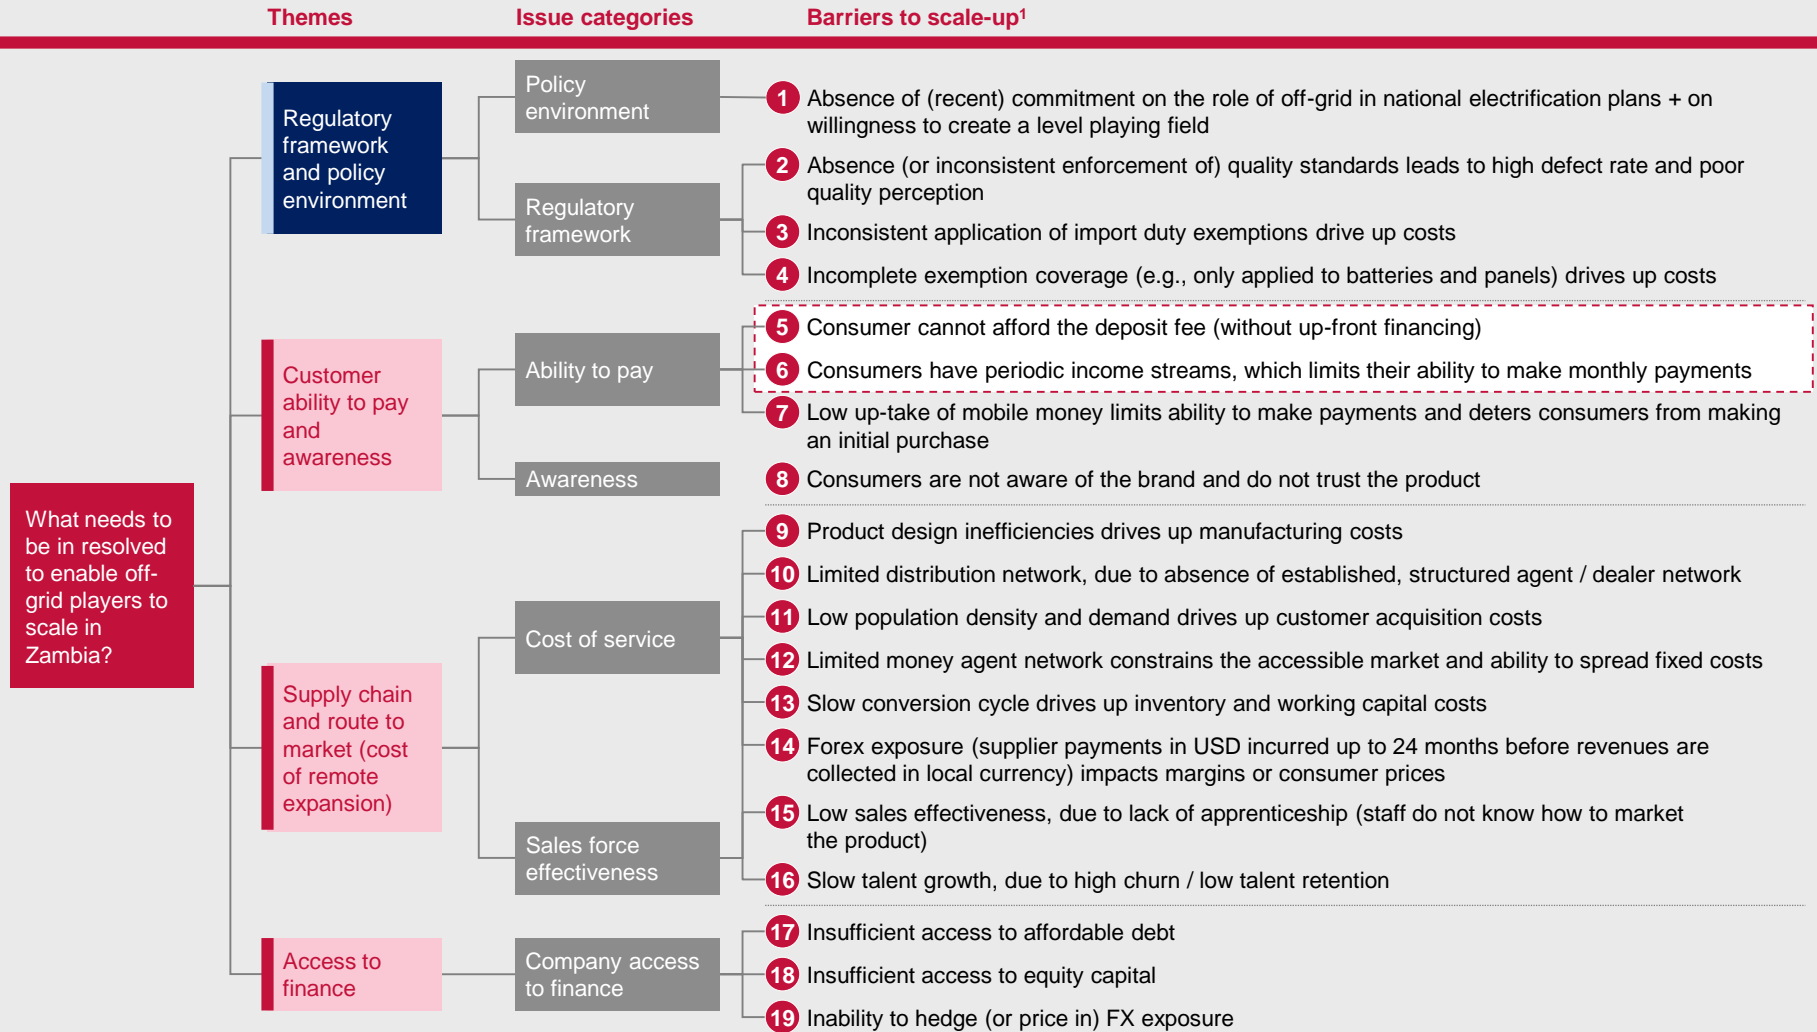 Themes
Issue categories
Barriers to scale-up¹
What needs to
be in resolved
to enable off-
grid players to
scale in
Zambia?
Regulatory
framework
and policy
environment
Policy
environment
1 Absence of (recent) commitment on the role of off-grid in national electrification plans + on
willingness to create a level playing field
Regulatory
framework
2 Absence (or inconsistent enforcement of) quality standards leads to high defect rate and poor
quality perception
3 Inconsistent application of import duty exemptions drive up costs
4 Incomplete exemption coverage (e.g., only applied to batteries and panels) drives up costs
Customer
ability to pay
and
awareness
Ability to pay
5 Consumer cannot afford the deposit fee (without up-front financing)
6 Consumers have periodic income streams, which limits their ability to make monthly payments
7 Low up-take of mobile money limits ability to make payments and deters consumers from making
an initial purchase
Awareness
8 Consumers are not aware of the brand and do not trust the product
Supply chain
and route to
market (cost
of remote
expansion)
Cost of service
9 Product design inefficiencies drives up manufacturing costs
10 Limited distribution network, due to absence of established, structured agent / dealer network
11 Low population density and demand drives up customer acquisition costs
12 Limited money agent network constrains the accessible market and ability to spread fixed costs
13 Slow conversion cycle drives up inventory and working capital costs
14 Forex exposure (supplier payments in USD incurred up to 24 months before revenues are
collected in local currency) impacts margins or consumer prices
Sales force
effectiveness
15 Low sales effectiveness, due to lack of apprenticeship (staff do not know how to market
the product)
16 Slow talent growth, due to high churn / low talent retention
Access to
finance
Company access
to finance
17 Insufficient access to affordable debt
18 Insufficient access to equity capital
19 Inability to hedge (or price in) FX exposure